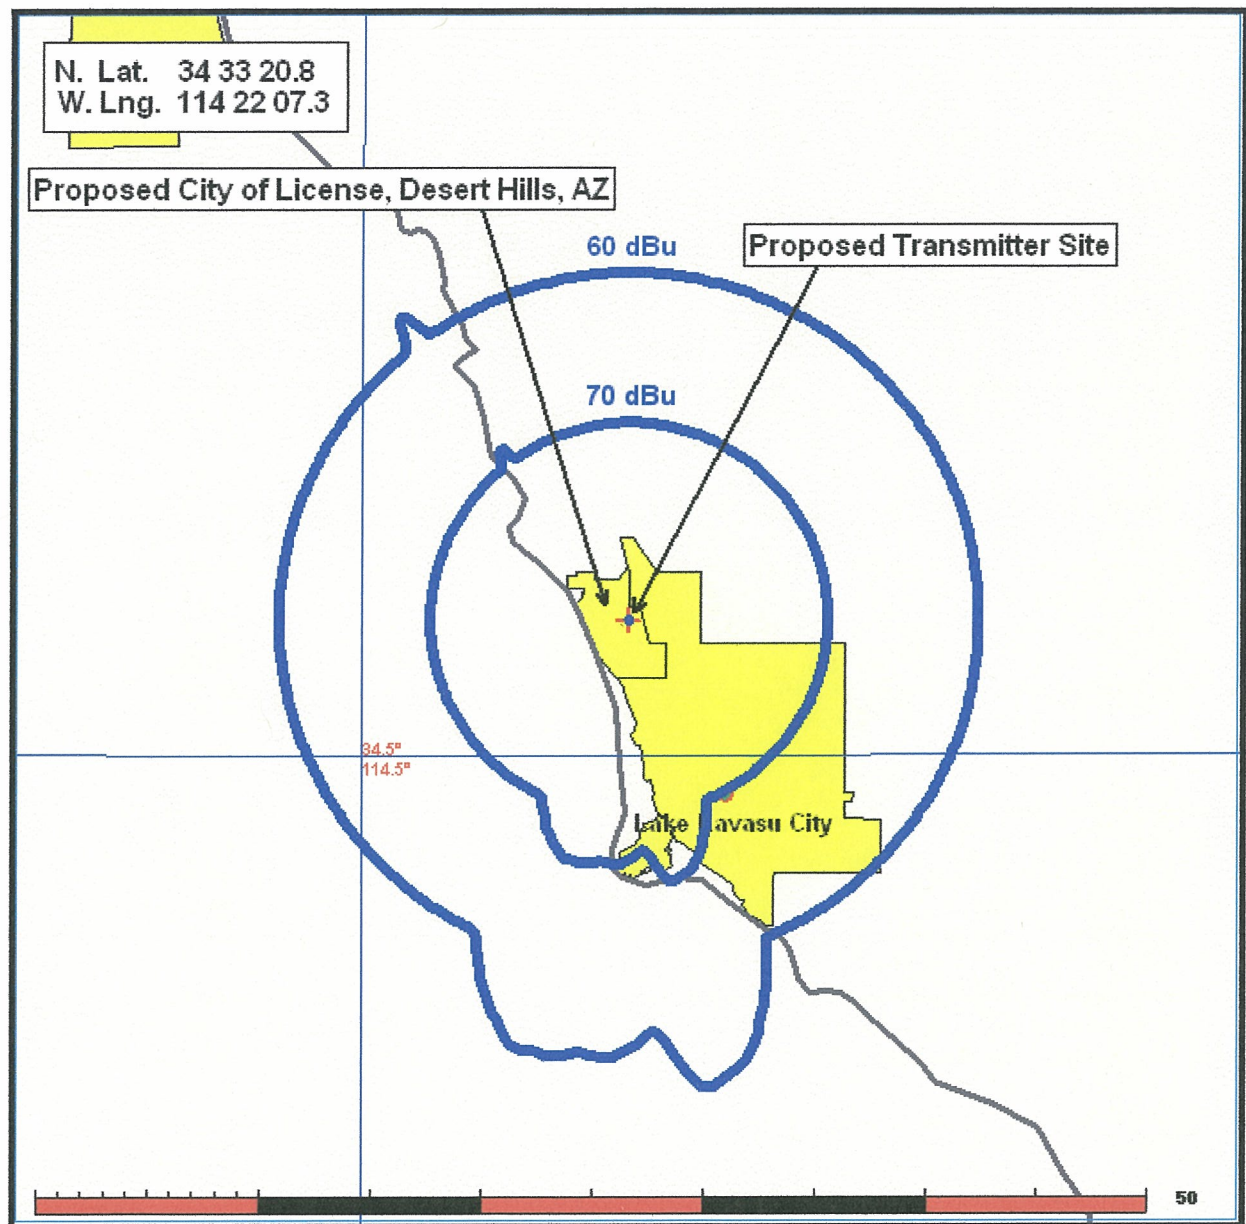 N. Lat. 34 33 20.8
W. Lng. 114 22 07.3
Proposed City of License, Desert Hills, AZ
Proposed Transmitter Site
60 dBu
70 dBu
34.5°
114.5°
Lake Havasu City
50